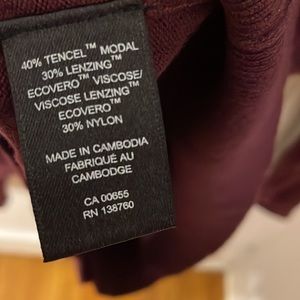 40% TENCEL™ MODAL
30% LENZING™
ECOVERO™ VISCOSE/
VISCOSE LENZING™
ECOVERO™
30% NYLON
MADE IN CAMBODIA
FABRIQUÉ AU
CAMBODGE
CA 00655
RN 138760